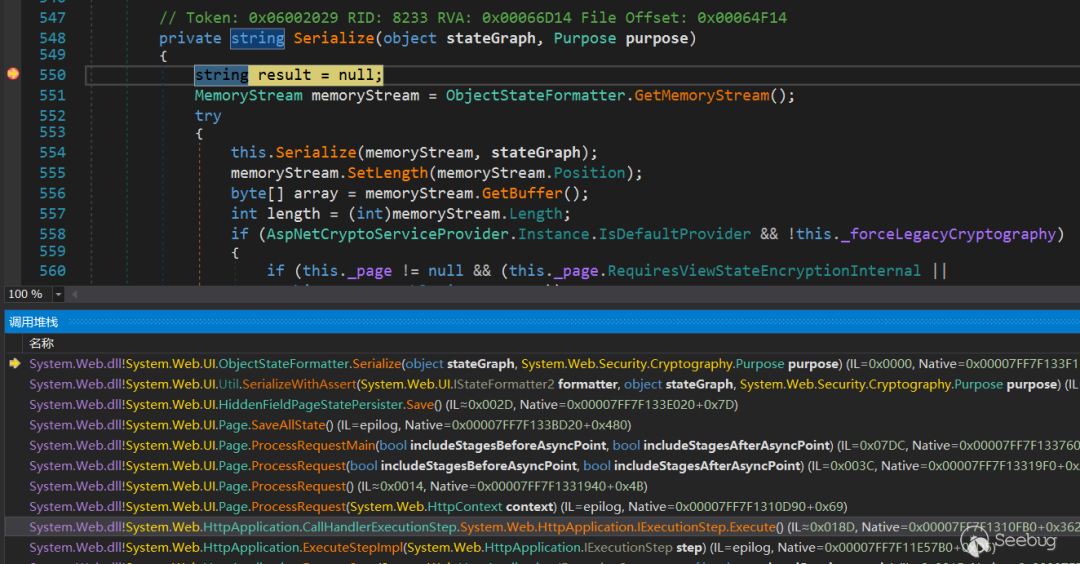 547 // Token: 0x06002029 RID: 8233 RVA: 0x00066D14 File Offset: 0x00064F14
548 private string Serialize(object stateGraph, Purpose purpose)
549 {
550 string result = null;
551 MemoryStream memoryStream = ObjectStateFormatter.GetMemoryStream();
552 try
553 {
554 this.Serialize(memoryStream, stateGraph);
555 memoryStream.SetLength(memoryStream.Position);
556 byte[] array = memoryStream.GetBuffer();
557 int length = (int)memoryStream.Length;
558 if (AspNetCryptoServiceProvider.Instance.IsDefaultProvider && !this._forceLegacyCryptography)
559 {
560 if (this._page != null && (this._page.RequiresViewStateEncryptionInternal ||
100 %
调用堆栈
名称
System.Web.dll!System.Web.UI.ObjectStateFormatter.Serialize(object stateGraph, System.Web.Security.Cryptography.Purpose purpose) (IL=0x0000, Native=0x00007FF7F133F1
System.Web.dll!System.Web.UI.Util.SerializeWithAssert(System.Web.UI.IStateFormatter2 formatter, object stateGraph, System.Web.Security.Cryptography.Purpose purpose) (IL
System.Web.dll!System.Web.UI.HiddenFieldPageStatePersister.Save() (IL≈0x002D, Native=0x00007FF7F133E020+0x7D)
System.Web.dll!System.Web.UI.Page.SaveAllState() (IL=epilog, Native=0x00007FF7F133BD20+0x480)
System.Web.dll!System.Web.UI.Page.ProcessRequestMain(bool includeStagesBeforeAsyncPoint, bool includeStagesAfterAsyncPoint) (IL=0x07DC, Native=0x00007FF7F133760
System.Web.dll!System.Web.UI.Page.ProcessRequest(bool includeStagesBeforeAsyncPoint, bool includeStagesAfterAsyncPoint) (IL=0x003C, Native=0x00007FF7F13319F0+0x
System.Web.dll!System.Web.UI.Page.ProcessRequest() (IL≈0x0014, Native=0x00007FF7F1331940+0x4B)
System.Web.dll!System.Web.UI.Page.ProcessRequest(System.Web.HttpContext context) (IL=epilog, Native=0x00007FF7F1310D90+0x69)
System.Web.dll!System.Web.HttpApplication.CallHandlerExecutionStep.System.Web.HttpApplication.IExecutionStep.Execute() (IL≈0x018D, Native=0x00007FF7F1310FB0+0x362
System.Web.dll!System.Web.HttpApplication.ExecuteStepImpl(System.Web.HttpApplication.IExecutionStep step) (IL=epilog, Native=0x00007FF7F11E57B0+
Seebug